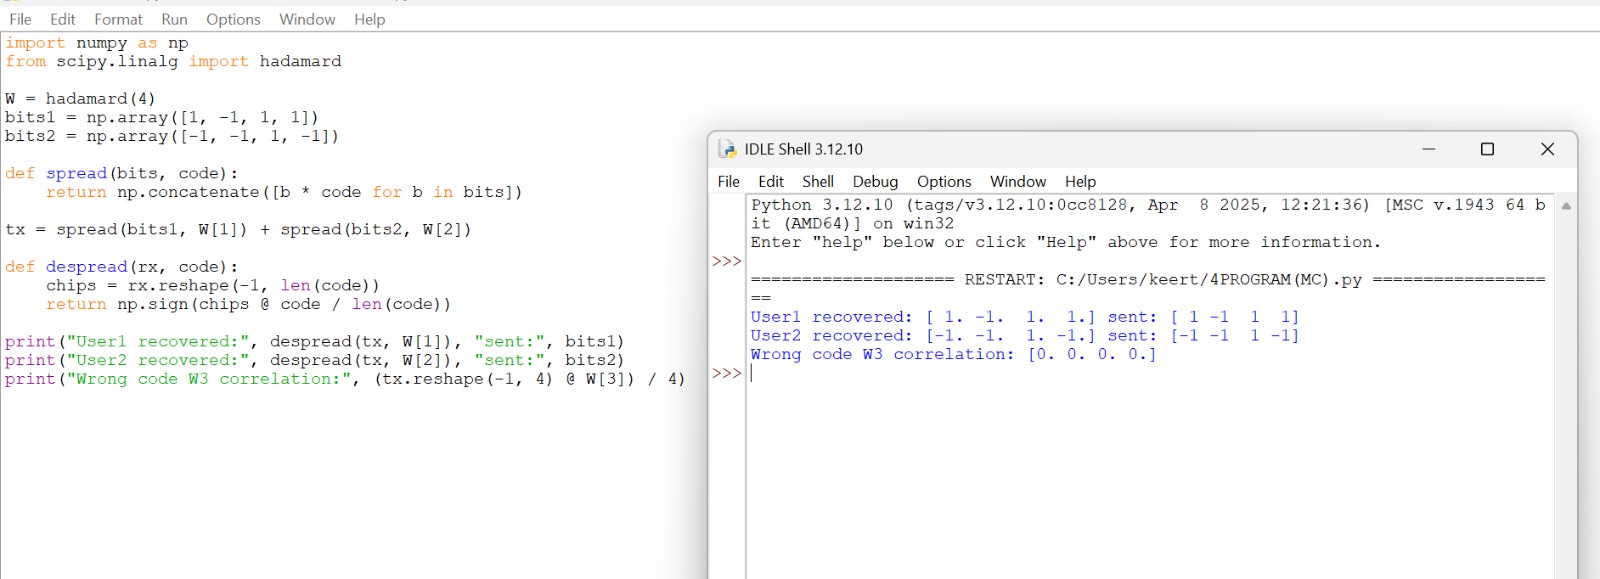 File Edit Format Run Options Window Help
import numpy as np
from scipy.linalg import hadamard
W = hadamard(4)
bits1 = np.array([1, -1, 1, 1])
bits2 = np.array([-1, -1, 1, -1])
def spread(bits, code):
    return np.concatenate([b * code for b in bits])
tx = spread(bits1, W[1]) + spread(bits2, W[2])
def despread(rx, code):
    chips = rx.reshape(-1, len(code))
    return np.sign(chips @ code / len(code))
print("User1 recovered:", despread(tx, W[1]), "sent:", bits1)
print("User2 recovered:", despread(tx, W[2]), "sent:", bits2)
print("Wrong code W3 correlation:", (tx.reshape(-1, 4) @ W[3]) / 4)
IDLE Shell 3.12.10
File Edit Shell Debug Options Window Help
Python 3.12.10 (tags/v3.12.10:0cc8128, Apr  8 2025, 12:21:36) [MSC v.1943 64 b
it (AMD64)] on win32
Enter "help" below or click "Help" above for more information.
>>>
==================== RESTART: C:/Users/keert/4PROGRAM(MC).py =================
==
User1 recovered: [ 1. -1.  1.  1.] sent: [ 1 -1  1  1]
User2 recovered: [-1. -1.  1. -1.] sent: [-1 -1  1 -1]
Wrong code W3 correlation: [0. 0. 0. 0.]
>>>